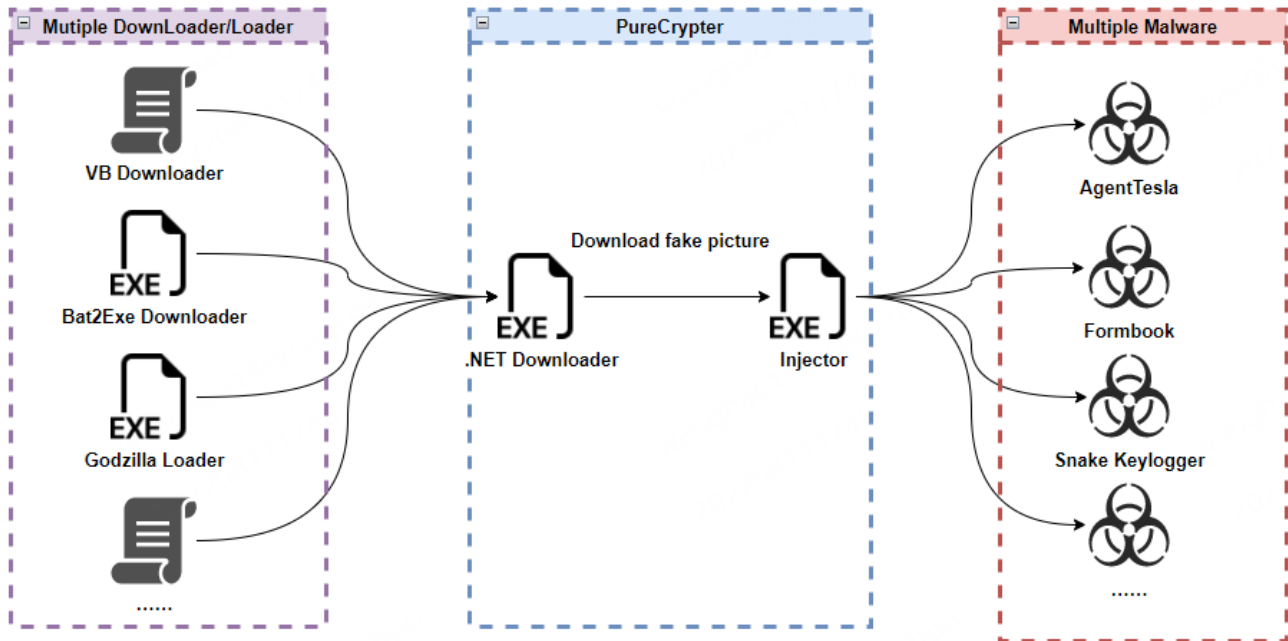 Mutiple DownLoader/Loader
VB Downloader
EXE
Bat2Exe Downloader
EXE
Godzilla Loader
......
PureCrypter
EXE
.NET Downloader
Download fake picture
EXE
Injector
Multiple Malware
AgentTesla
Formbook
Snake Keylogger
......